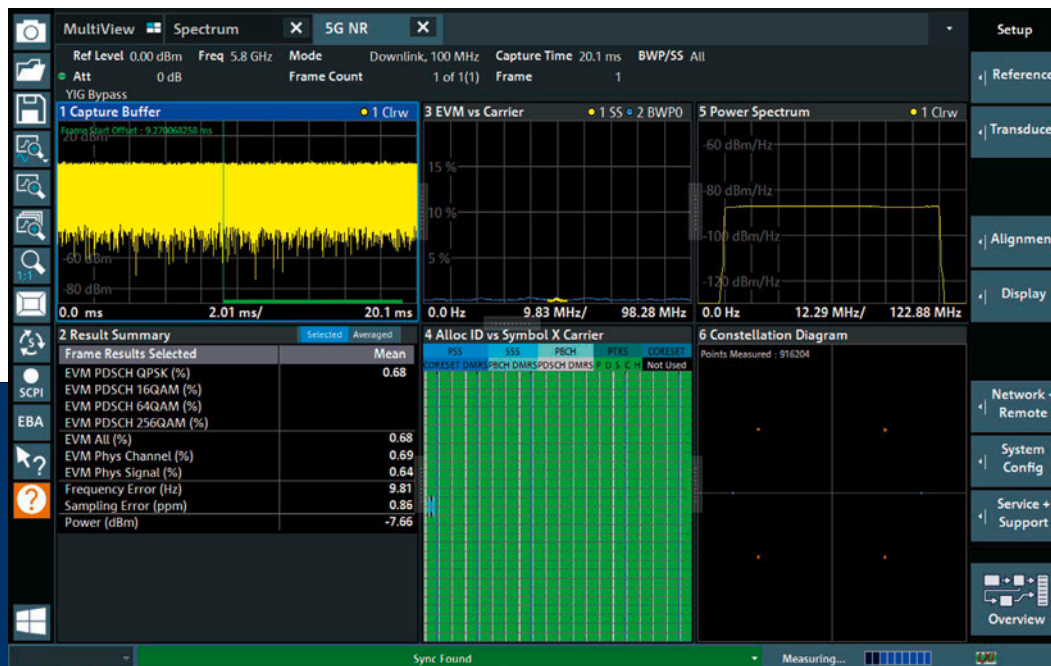 MultiView Spectrum 5G NR
Setup
Ref Level 0.00 dBm Freq 5.8 GHz Mode Downlink, 100 MHz Capture Time 20.1 ms BWP/SS All
Att 0 dB Frame Count 1 of 1(1) Frame 1
YIG Bypass
1 Capture Buffer 1 Clrw
Frame Start Offset : 9.270068258 ms
20 dBm
-60 dBm
-80 dBm
0.0 ms 2.01 ms/ 20.1 ms
3 EVM vs Carrier 1 SS 2 BWP0
15 %
10 %
5 %
0.0 Hz 9.83 MHz/ 98.28 MHz
5 Power Spectrum 1 Clrw
-60 dBm/Hz
-80 dBm/Hz
-100 dBm/Hz
-120 dBm/Hz
0.0 Hz 12.29 MHz/ 122.88 MHz
2 Result Summary Selected Averaged
Frame Results Selected Mean
EVM PDSCH QPSK (%) 0.68
EVM PDSCH 16QAM (%)
EVM PDSCH 64QAM (%)
EVM PDSCH 256QAM (%)
EVM All (%) 0.68
EVM Phys Channel (%) 0.69
EVM Phys Signal (%) 0.64
Frequency Error (Hz) 9.81
Sampling Error (ppm) 0.86
Power (dBm) -7.66
4 Alloc ID vs Symbol X Carrier
PSS SSS PBCH PTRS CORESET
CORESET DMRS PBCH DMRS PDSCH DMRS P D S C H Not Used
6 Constellation Diagram
Points Measured : 916204
1:1
SCPI
EBA
Reference
Transduce
Alignmen
Display
Network +
Remote
System
Config
Service +
Support
Overview
Sync Found
Measuring...